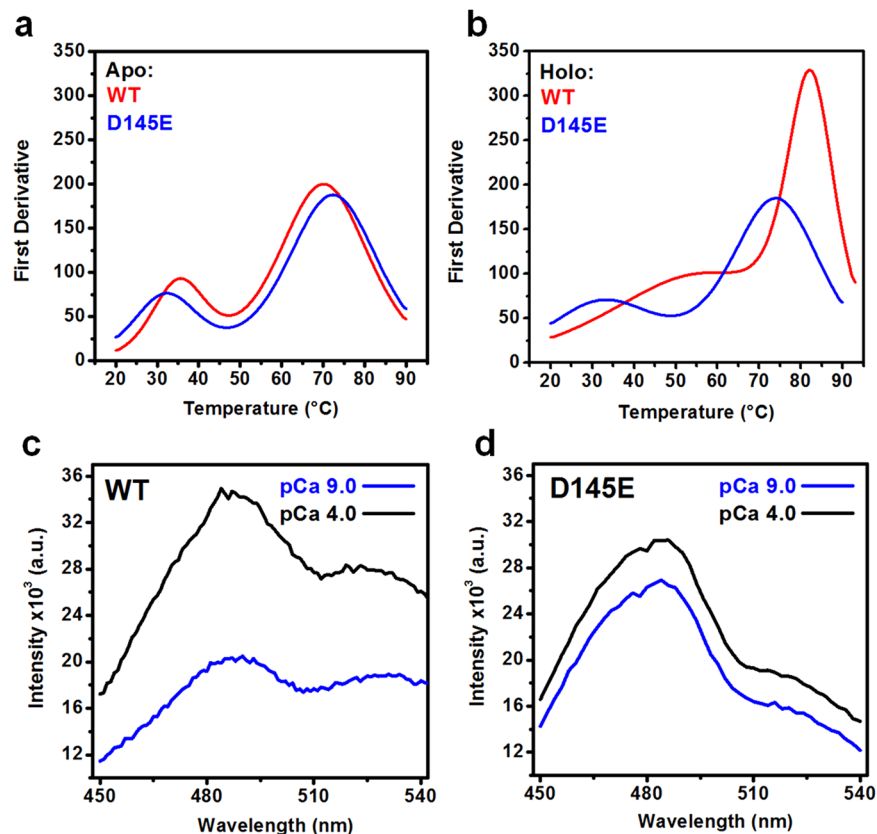 a
Apo:
WT
D145E
350
300
250
200
150
100
50
0
20 30 40 50 60 70 80 90
Temperature (°C)
First Derivative
b
Holo:
WT
D145E
350
300
250
200
150
100
50
0
20 30 40 50 60 70 80 90
Temperature (°C)
First Derivative
c
WT
pCa 9.0
pCa 4.0
36
32
28
24
20
16
12
450 480 510 540
Wavelength (nm)
Intensity x10³ (a.u.)
d
D145E
pCa 9.0
pCa 4.0
36
32
28
24
20
16
12
450 480 510 540
Wavelength (nm)
Intensity x10³ (a.u.)